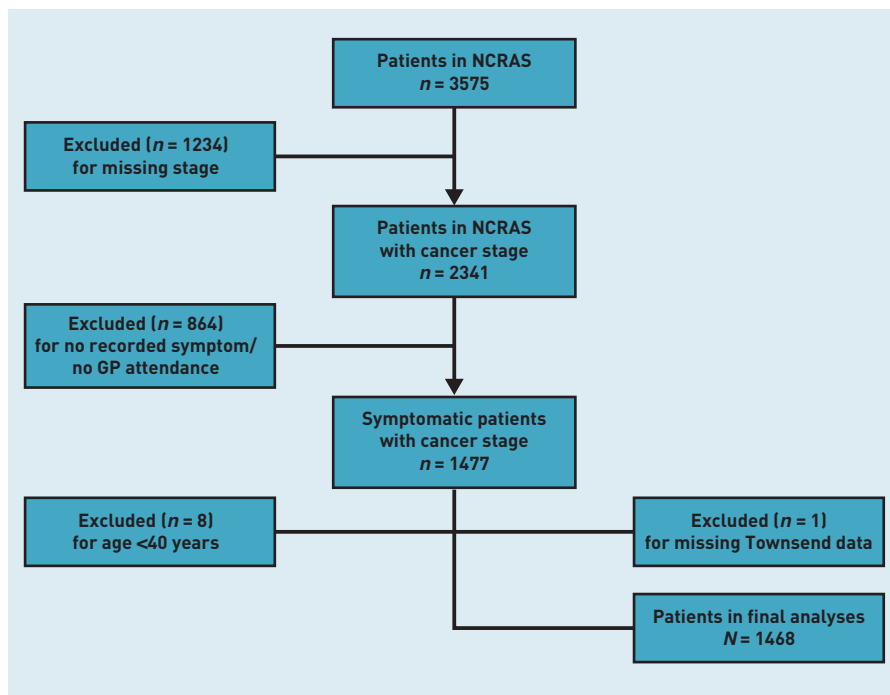 Patients in NCRAS
n = 3575
Excluded (n = 1234)
for missing stage
Patients in NCRAS
with cancer stage
n = 2341
Excluded (n = 864)
for no recorded symptom/
no GP attendance
Symptomatic patients
with cancer stage
n = 1477
Excluded (n = 8)
for age <40 years
Excluded (n = 1)
for missing Townsend data
Patients in final analyses
N = 1468